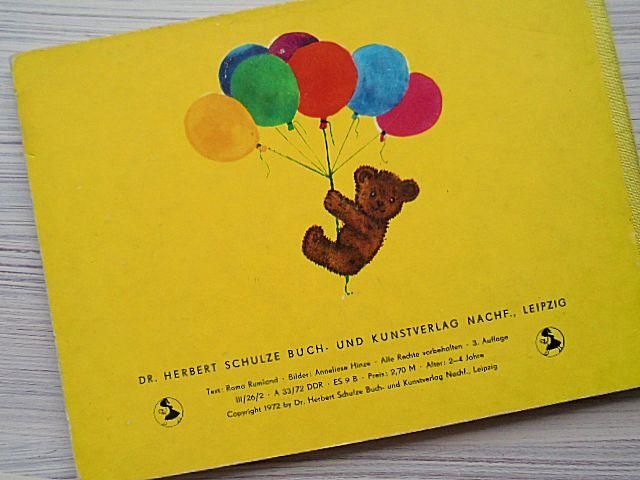 DR. HERBERT SCHULZE BUCH- UND KUNSTVERLAG NACHF., LEIPZIG
Text: Roma Rumland · Bilder: Anneliese Hinze · Alle Rechte vorbehalten · 3. Auflage
III/26/2 · A 33/72 DDR · ES 9 B · Preis: 2,70 M · Alter: 2–4 Jahre
Copyright 1972 by Dr. Herbert Schulze Buch- und Kunstverlag Nachf., Leipzig